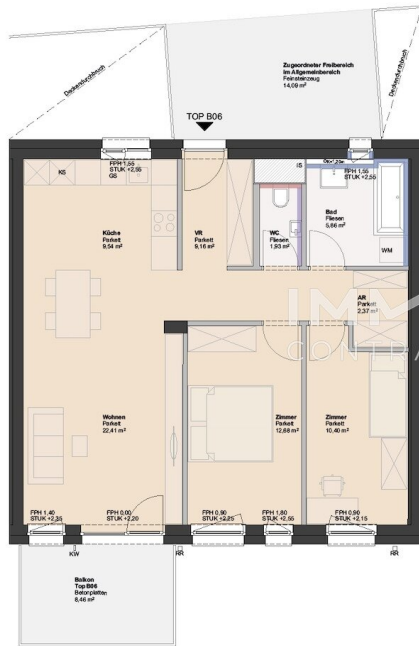 Zugeordneter Freibereich
im Allgemeinbereich
Feinsteinzeug
14,09 m²
Deckendurchbruch
Deckendurchbruch
TOP B06
FPH 1,55
STUK +2,55
GS
KS
Küche
Parkett
9,64 m²
VR
Parkett
9,16 m²
IS
WC
Fliesen
1,93 m²
FPH 1,55
STUK +2,55
Bad
Fliesen
5,86 m²
WM
AR
Parkett
2,37 m²
Wohnen
Parkett
22,41 m²
Zimmer
Parkett
12,68 m²
Zimmer
Parkett
10,40 m²
FPH 1,40
STUK +2,35
FPH 0,00
STUK +2,20
FPH 0,90
STUK +2,25
FPH 1,80
STUK +2,55
FPH 0,90
STUK +2,15
KW
RR
RR
Balkon
Top B06
Betonplatten
8,46 m²